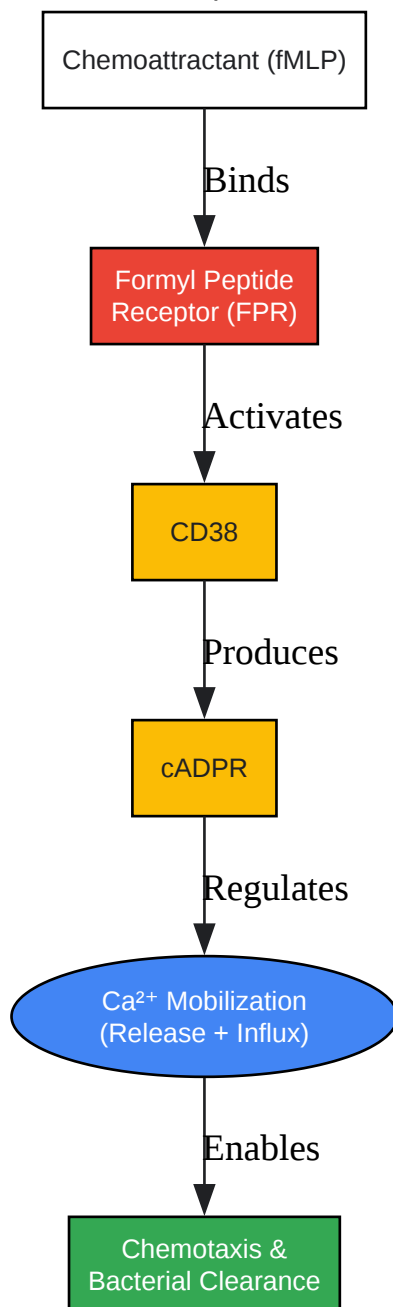 Chemoattractant (fMLP)
Binds
Formyl Peptide
Receptor (FPR)
Activates
CD38
Produces
cADPR
Regulates
Ca²⁺ Mobilization
(Release + Influx)
Enables
Chemotaxis &
Bacterial Clearance